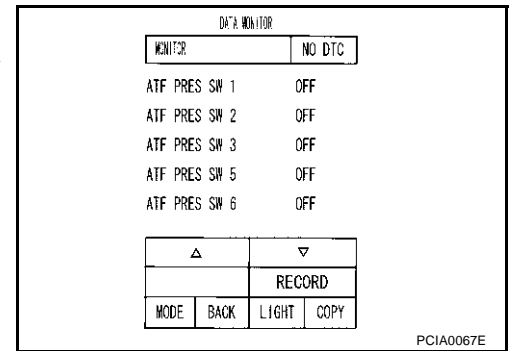 DATA MONITOR
MONITOR NO DTC
ATF PRES SW 1 OFF
ATF PRES SW 2 OFF
ATF PRES SW 3 OFF
ATF PRES SW 5 OFF
ATF PRES SW 6 OFF
△ ▽
RECORD
MODE BACK LIGHT COPY
PCIA0067E